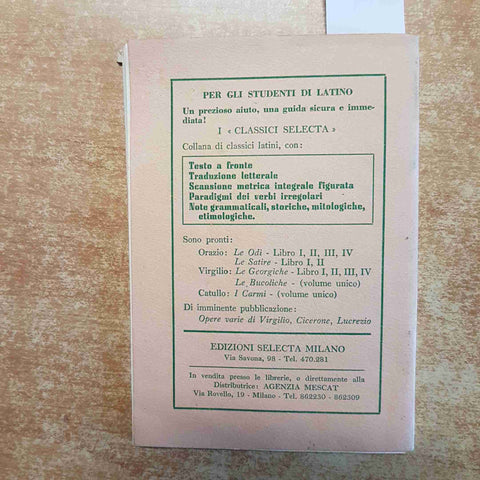 PER GLI STUDENTI DI LATINO
Un prezioso aiuto, una guida sicura e imme-
diata!
I « CLASSICI SELECTA »
Collana di classici latini, con:
Testo a fronte
Traduzione letterale
Scansione metrica integrale figurata
Paradigmi dei verbi irregolari
Note grammaticali, storiche, mitologiche,
etimologiche.
Sono pronti:
Orazio: Le Odi - Libro I, II, III, IV
Le Satire - Libro I, II
Virgilio: Le Georgiche - Libro I, II, III, IV
Le Bucoliche - (volume unico)
Catullo: I Carmi - (volume unico)
Di imminente pubblicazione:
Opere varie di Virgilio, Cicerone, Lucrezio
EDIZIONI SELECTA MILANO
Via Savona, 98 - Tel. 470.281
In vendita presso le librerie, o direttamente alla
Distributrice: AGENZIA MESCAT
Via Rovello, 19 - Milano - Tel. 862230 - 862309